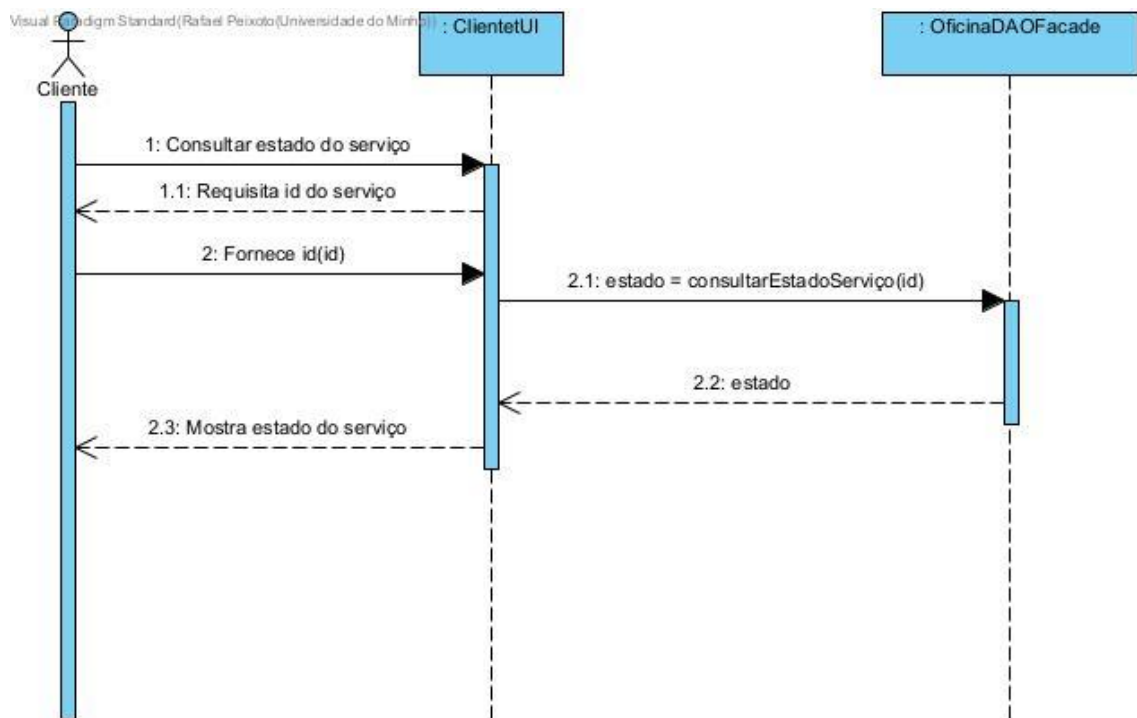 Visual Paradigm Standard(Rafael Peixoto(Universidade do Minho))
: ClientetUI
: OficinaDAOFacade
Cliente
1: Consultar estado do serviço
1.1: Requisita id do serviço
2: Fornece id(id)
2.1: estado = consultarEstadoServiço(id)
2.2: estado
2.3: Mostra estado do serviço